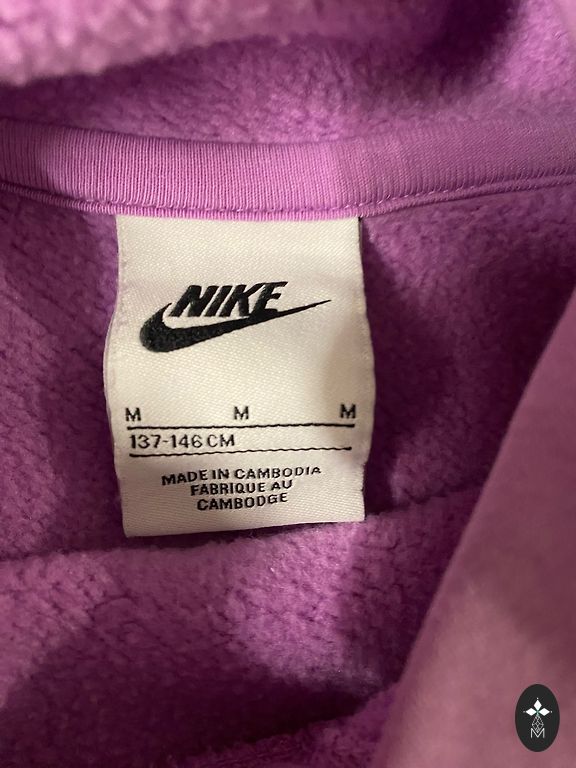 NIKE
M M M
137-146 CM
MADE IN CAMBODIA
FABRIQUE AU
CAMBODGE
M